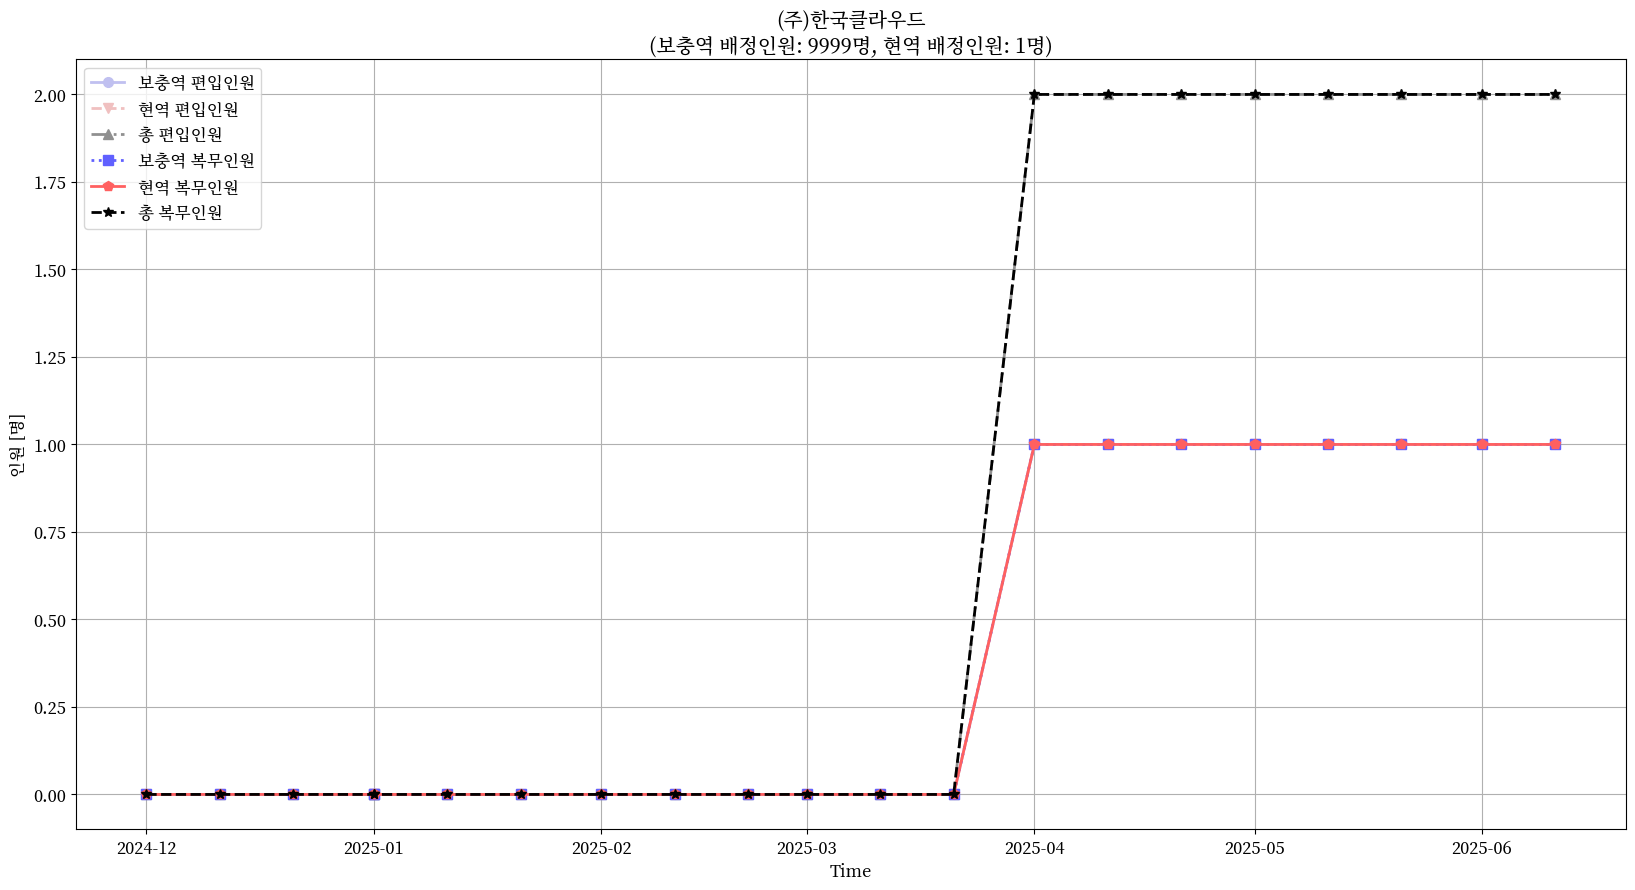 (주)한국클라우드
(보충역 배정인원: 9999명, 현역 배정인원: 1명)
보충역 편입인원
현역 편입인원
총 편입인원
보충역 복무인원
현역 복무인원
총 복무인원
2.00
1.75
1.50
1.25
1.00
0.75
0.50
0.25
0.00
인원 [명]
2024-12 2025-01 2025-02 2025-03 2025-04 2025-05 2025-06
Time